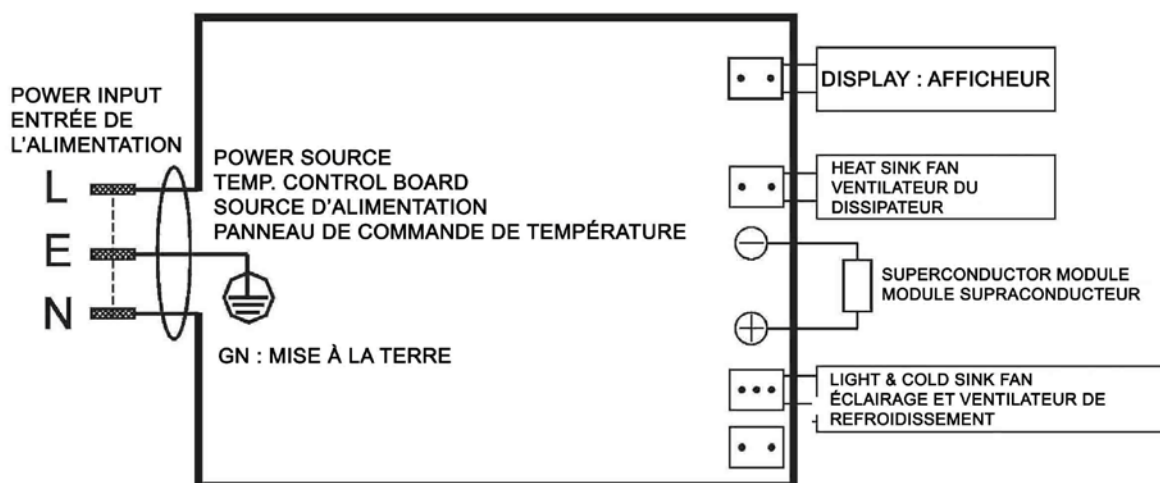 POWER INPUT
ENTRÉE DE
L'ALIMENTATION
L
E
N
POWER SOURCE
TEMP. CONTROL BOARD
SOURCE D'ALIMENTATION
PANNEAU DE COMMANDE DE TEMPÉRATURE
GN : MISE À LA TERRE
DISPLAY : AFFICHEUR
HEAT SINK FAN
VENTILATEUR DU
DISSIPATEUR
SUPERCONDUCTOR MODULE
MODULE SUPRACONDUCTEUR
LIGHT & COLD SINK FAN
ÉCLAIRAGE ET VENTILATEUR DE
REFROIDISSEMENT